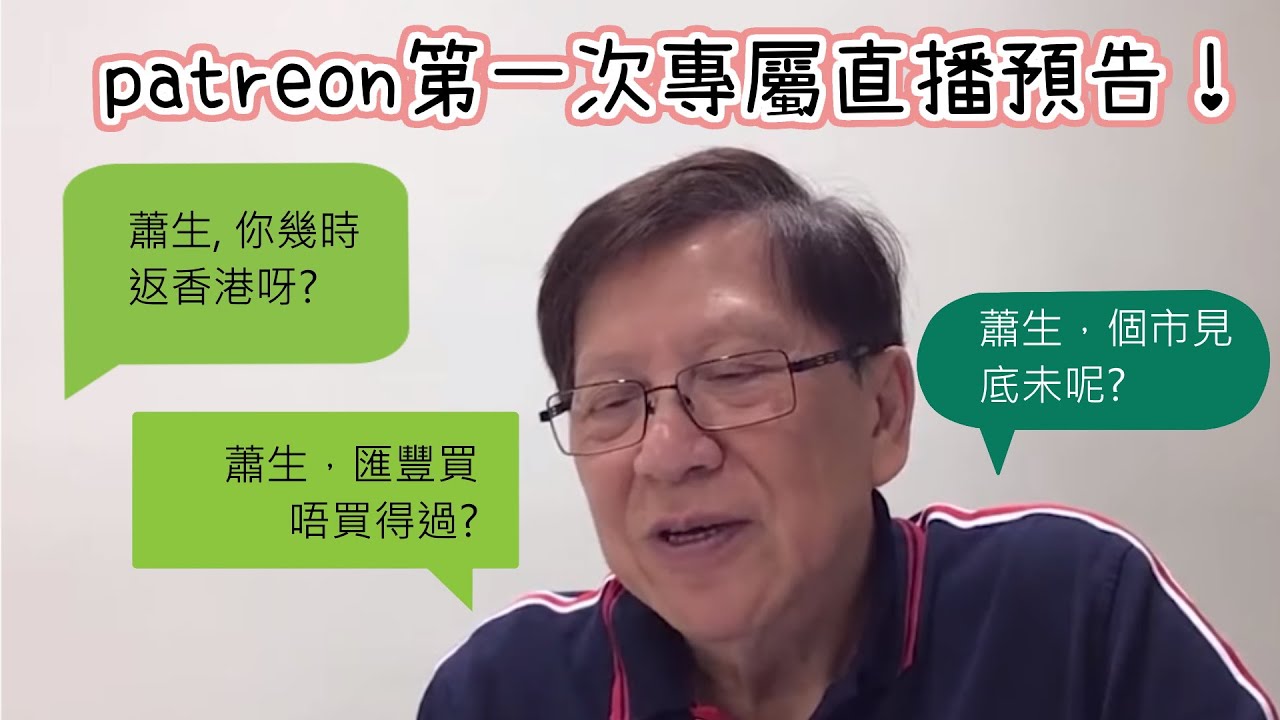 patreon第一次專屬直播預告！
蕭生, 你幾時
返香港呀?
蕭生，個市見
底未呢?
蕭生，匯豐買
唔買得過?